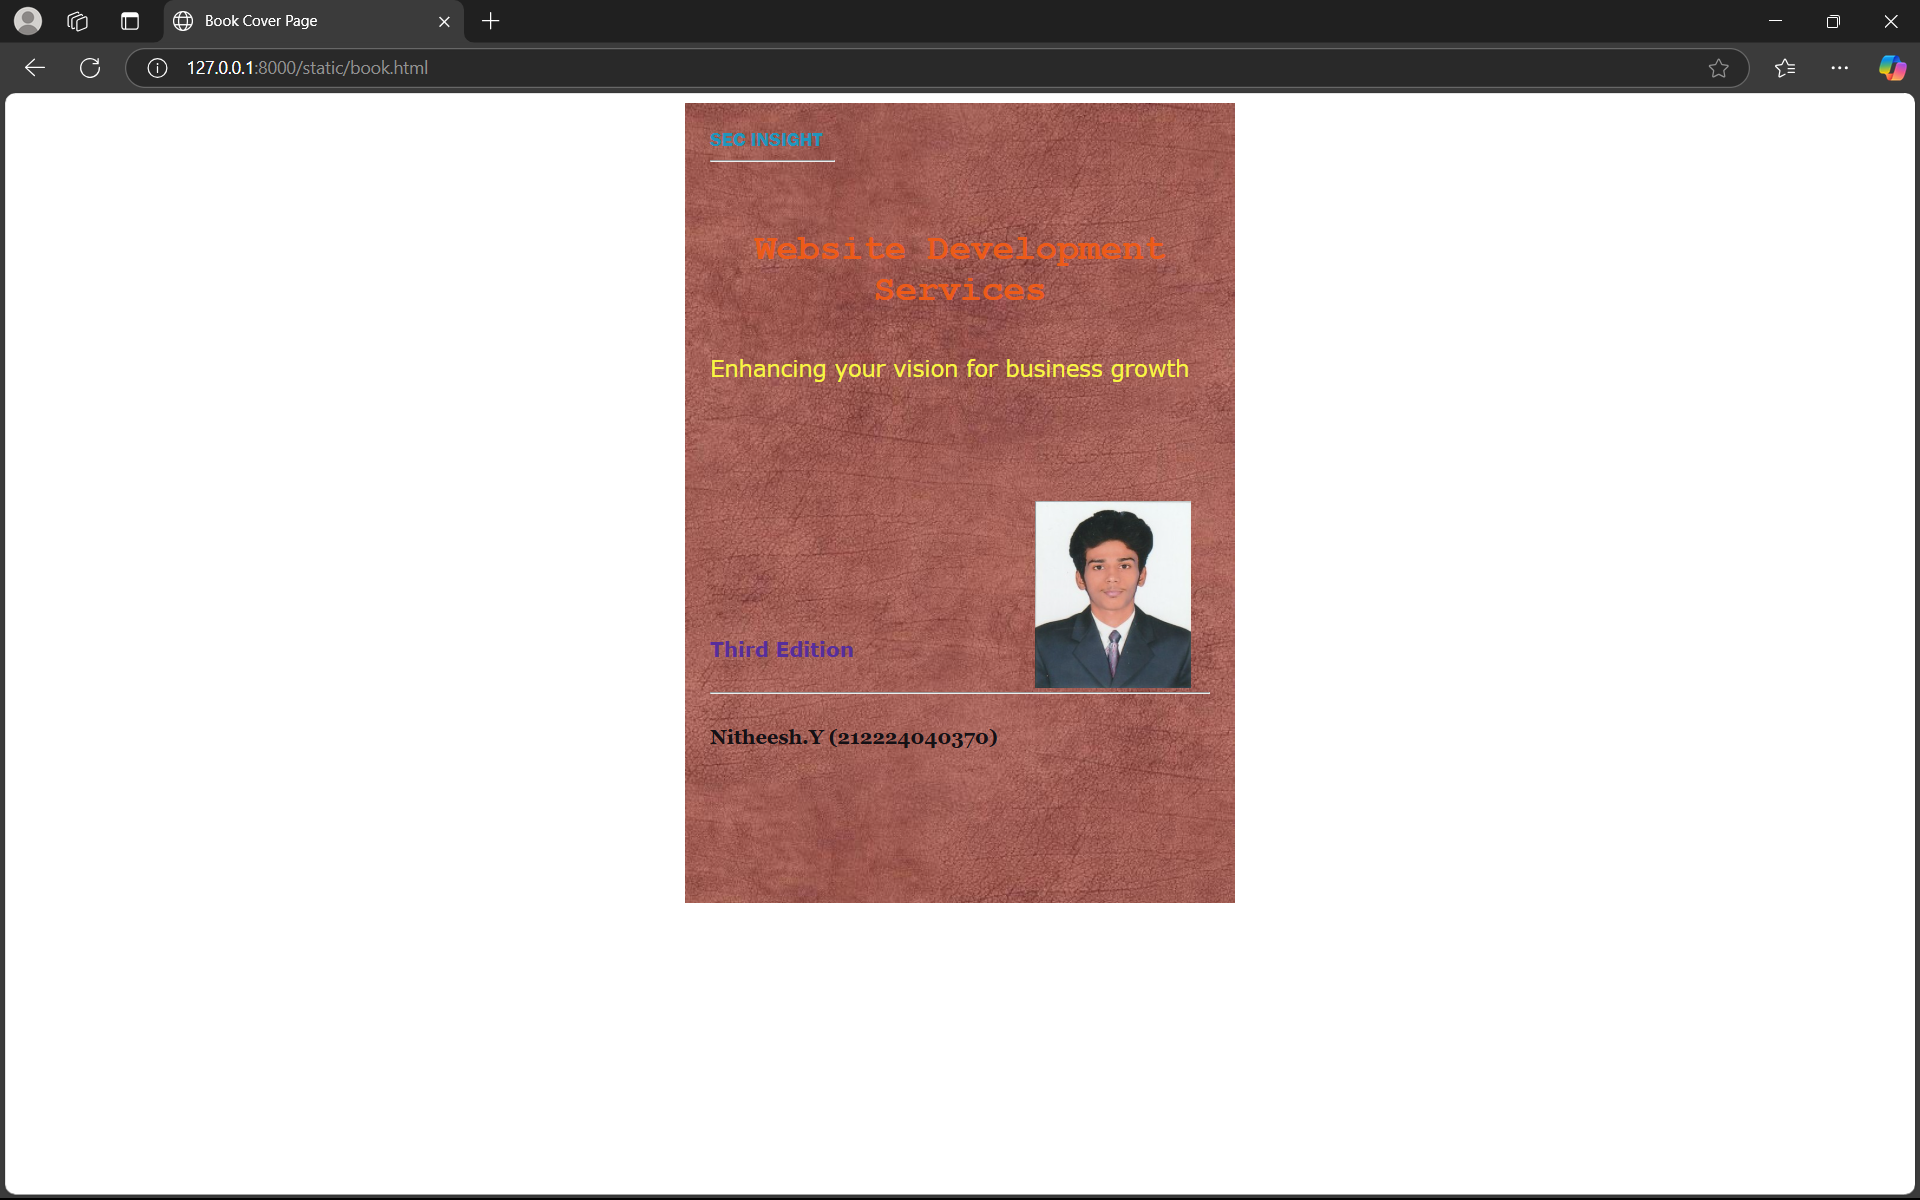 Book Cover Page
127.0.0.1:8000/static/book.html
SEC INSIGHT
Website Development
Services
Enhancing your vision for business growth
Third Edition
Nitheesh.Y (212224040370)